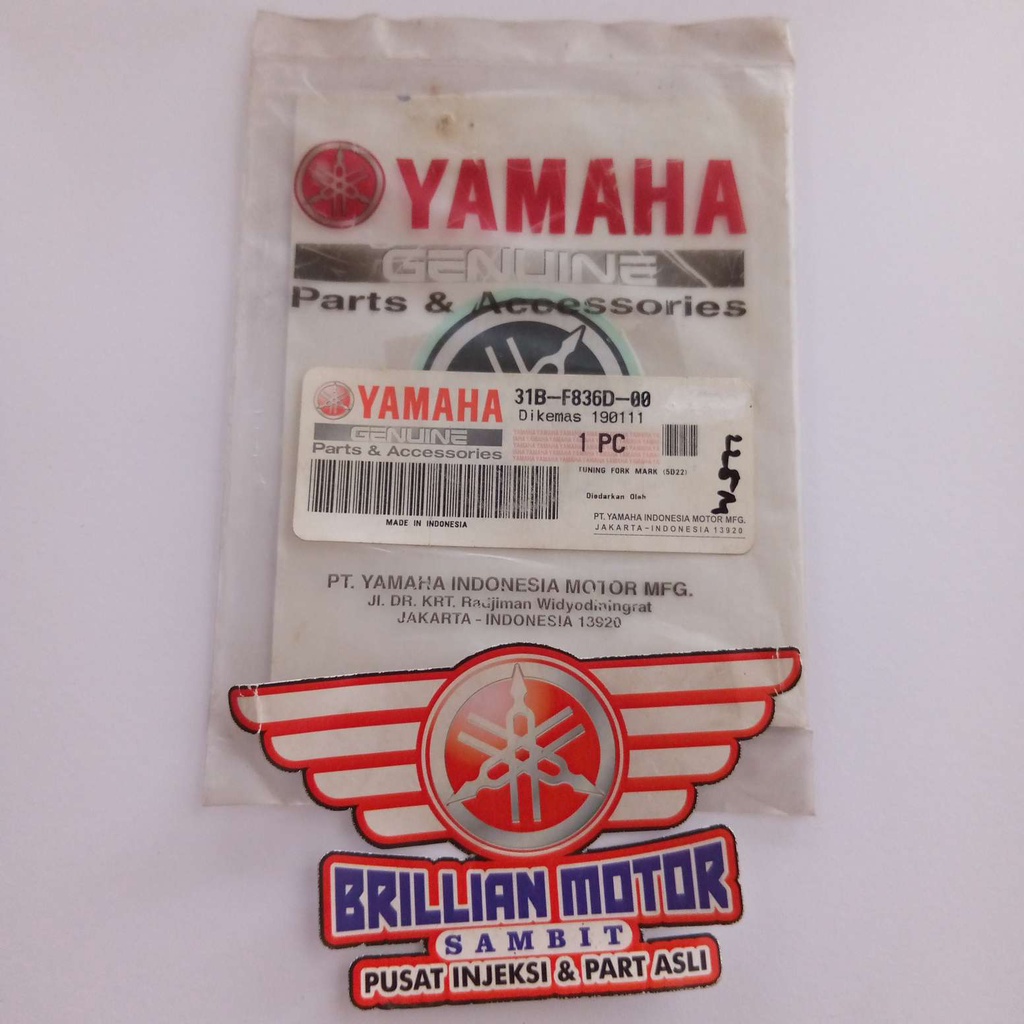 YAMAHA
GENUINE
Parts & Accessories
YAMAHA
GENUINE
Parts & Accessories
MADE IN INDONESIA
31B-F836D-00
Dikemas 190111
1 PC
TUNING FORK MARK (5D22)
Diedarkan Oleh
PT. YAMAHA INDONESIA MOTOR MFG.
JAKARTA-INDONESIA 13920
PT. YAMAHA INDONESIA MOTOR MFG.
Jl. DR. KRT. Radjiman Widyodiningrat
JAKARTA - INDONESIA 13920
BRILLIAN MOTOR
SAMBIT
PUSAT INJEKSI & PART ASLI